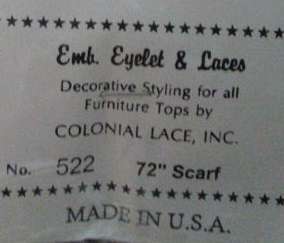 ★★★★★★★★★★★★★★★★★★★★
Emb. Eyelet & Laces
Decorative Styling for all
Furniture Tops by
COLONIAL LACE, INC.
No. 522 72" Scarf
★★★★★★★★★★★★★★★★★★★★
MADE IN U.S.A.